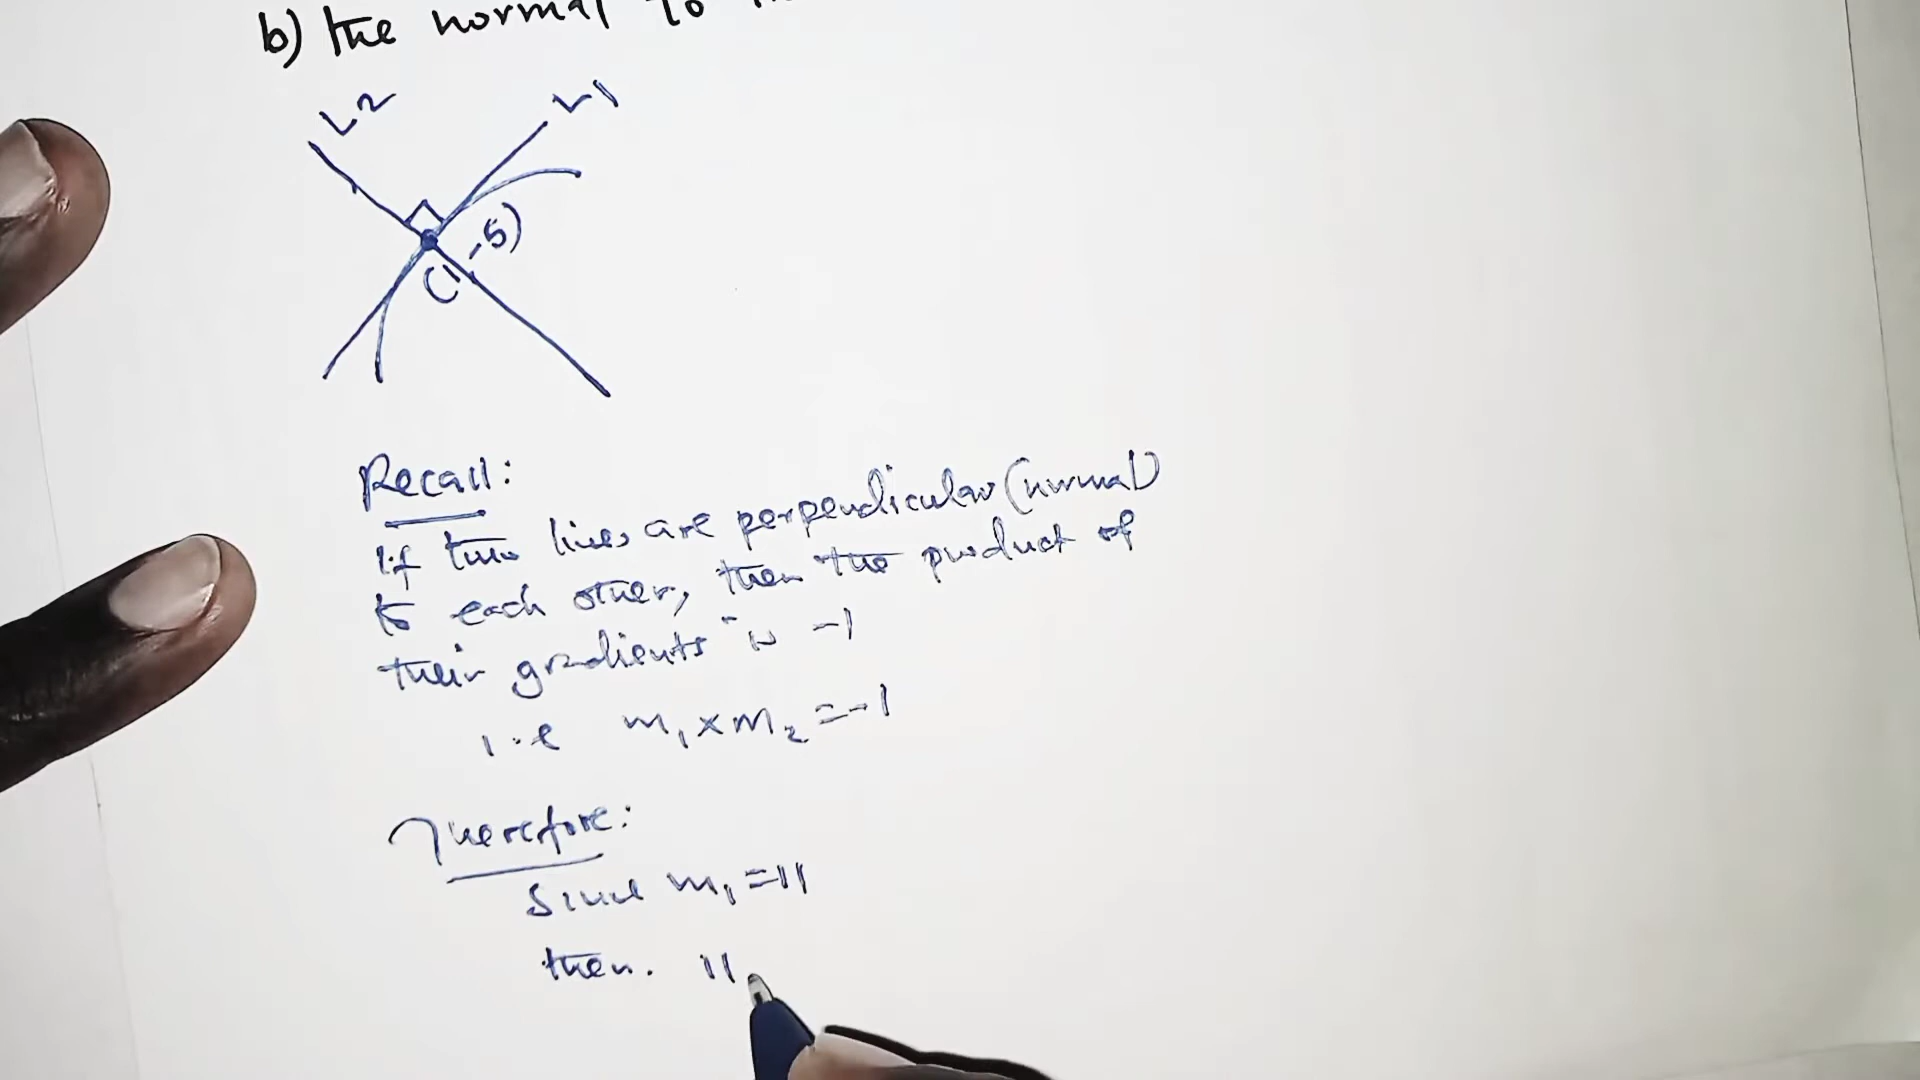 b) the normal to
L2
L1
(1, -5)
Recall:
If two lines are perpendicular (normal)
to each other, then the product of
their gradients is -1
i.e m₁ x m₂ = -1
Therefore:
Since m₁ = 11
then. 11